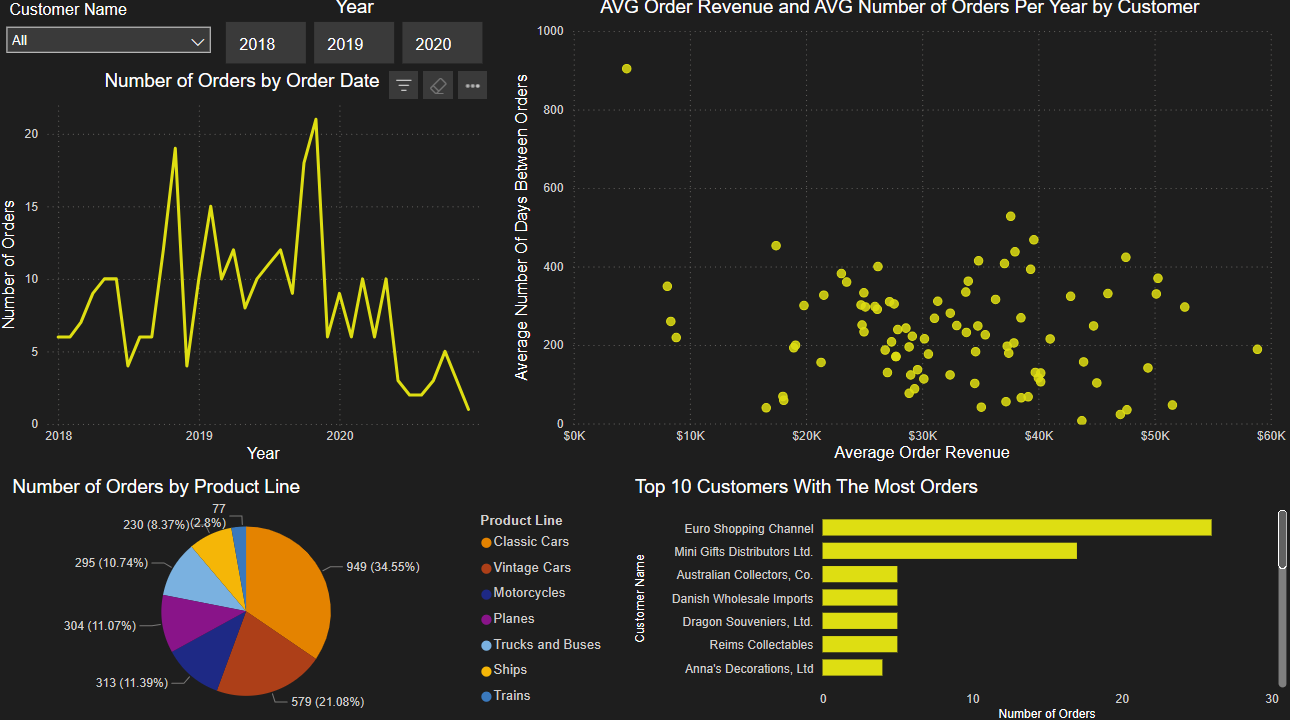 Customer Name
All
Year
2018
2019
2020
Number of Orders by Order Date
Number of Orders
20
15
10
5
0
2018
2019
2020
Year
AVG Order Revenue and AVG Number of Orders Per Year by Customer
Average Number Of Days Between Orders
1000
800
600
400
200
0
$0K
$10K
$20K
$30K
$40K
$50K
$60K
Average Order Revenue
Number of Orders by Product Line
77
(2.8%)
230 (8.37%)
295 (10.74%)
304 (11.07%)
313 (11.39%)
579 (21.08%)
949 (34.55%)
Product Line
Classic Cars
Vintage Cars
Motorcycles
Planes
Trucks and Buses
Ships
Trains
Top 10 Customers With The Most Orders
Customer Name
Euro Shopping Channel
Mini Gifts Distributors Ltd.
Australian Collectors, Co.
Danish Wholesale Imports
Dragon Souveniers, Ltd.
Reims Collectables
Anna's Decorations, Ltd
0
10
20
30
Number of Orders